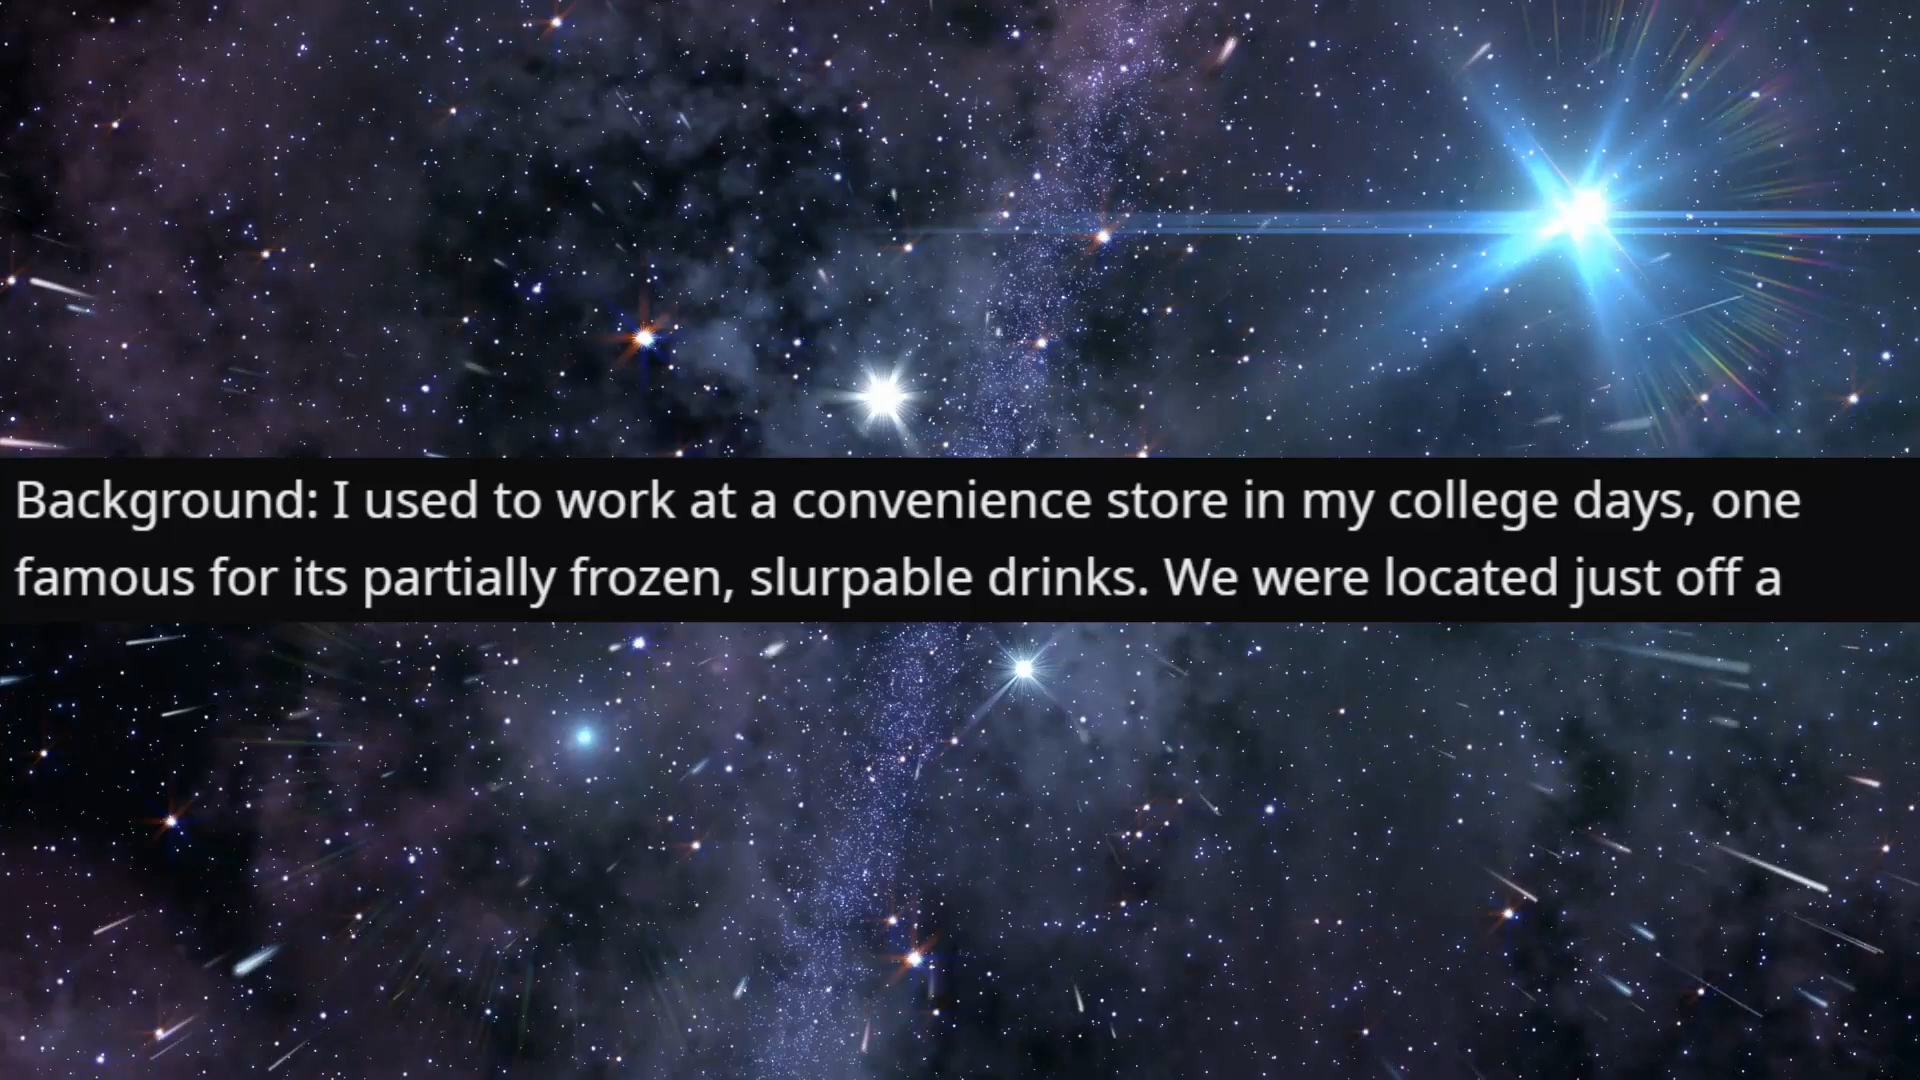 Background: I used to work at a convenience store in my college days, one
famous for its partially frozen, slurpable drinks. We were located just off a